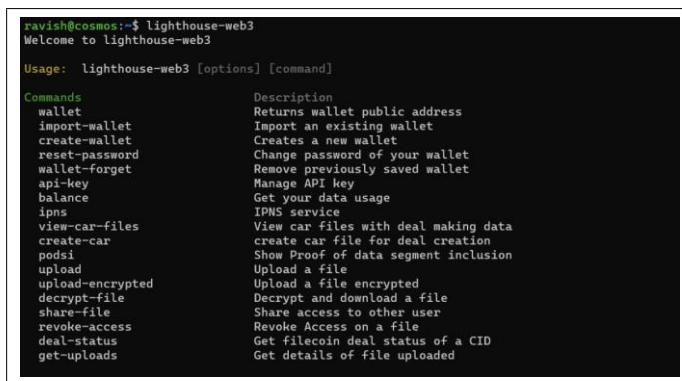 ravish@cosmos:~$ lighthouse-web3
Welcome to lighthouse-web3
Usage: lighthouse-web3 [options] [command]
Commands Description
wallet Returns wallet public address
import-wallet Import an existing wallet
create-wallet Creates a new wallet
reset-password Change password of your wallet
wallet-forget Remove previously saved wallet
api-key Manage API key
balance Get your data usage
ipns IPNS service
view-car-files View car files with deal making data
create-car create car file for deal creation
podsi Show Proof of data segment inclusion
upload Upload a file
upload-encrypted Upload a file encrypted
decrypt-file Decrypt and download a file
share-file Share access to other user
revoke-access Revoke Access on a file
deal-status Get filecoin deal status of a CID
get-uploads Get details of file uploaded